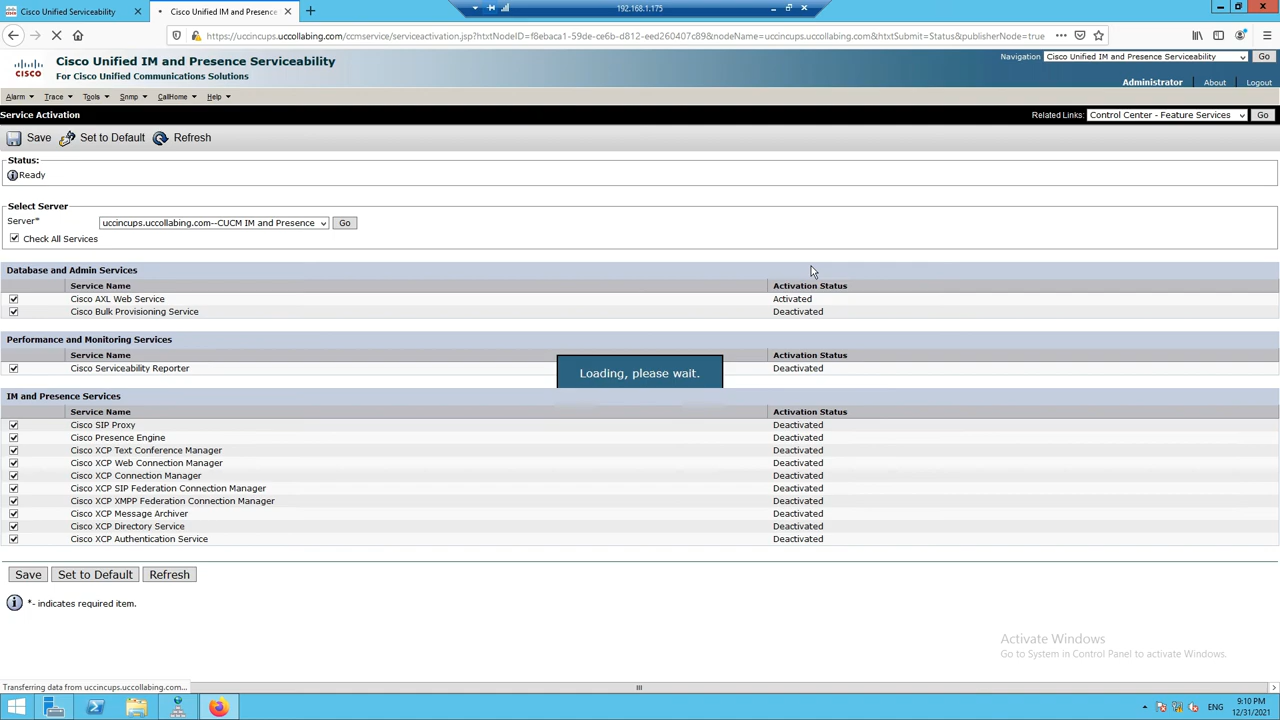 Cisco Unified Serviceability
Cisco Unified IM and Presence
192.168.1.175
https://uccincups.uccollabing.com/ccmservice/serviceactivation.jsp?htxtNodeID=f8ebaca1-59de-ce6b-d812-eed260407c89&nodeName=uccincups.uccollabing.com&htxtSubmit=Status&publisherNode=true
CISCO
Cisco Unified IM and Presence Serviceability
For Cisco Unified Communications Solutions
Navigation Cisco Unified IM and Presence Serviceability Go
Administrator About Logout
Alarm Trace Tools Snmp CallHome Help
Service Activation
Related Links: Control Center - Feature Services Go
Save Set to Default Refresh
Status:
Ready
Select Server
Server* uccincups.uccollabing.com--CUCM IM and Presence Go
Check All Services
Database and Admin Services
Service Name Activation Status
Cisco AXL Web Service Activated
Cisco Bulk Provisioning Service Deactivated
Performance and Monitoring Services
Service Name Activation Status
Cisco Serviceability Reporter Deactivated
Loading, please wait.
IM and Presence Services
Service Name Activation Status
Cisco SIP Proxy Deactivated
Cisco Presence Engine Deactivated
Cisco XCP Text Conference Manager Deactivated
Cisco XCP Web Connection Manager Deactivated
Cisco XCP Connection Manager Deactivated
Cisco XCP SIP Federation Connection Manager Deactivated
Cisco XCP XMPP Federation Connection Manager Deactivated
Cisco XCP Message Archiver Deactivated
Cisco XCP Directory Service Deactivated
Cisco XCP Authentication Service Deactivated
Save Set to Default Refresh
*- indicates required item.
Activate Windows
Go to System in Control Panel to activate Windows.
Transferring data from uccincups.uccollabing.com...
ENG
9:10 PM
12/31/2021